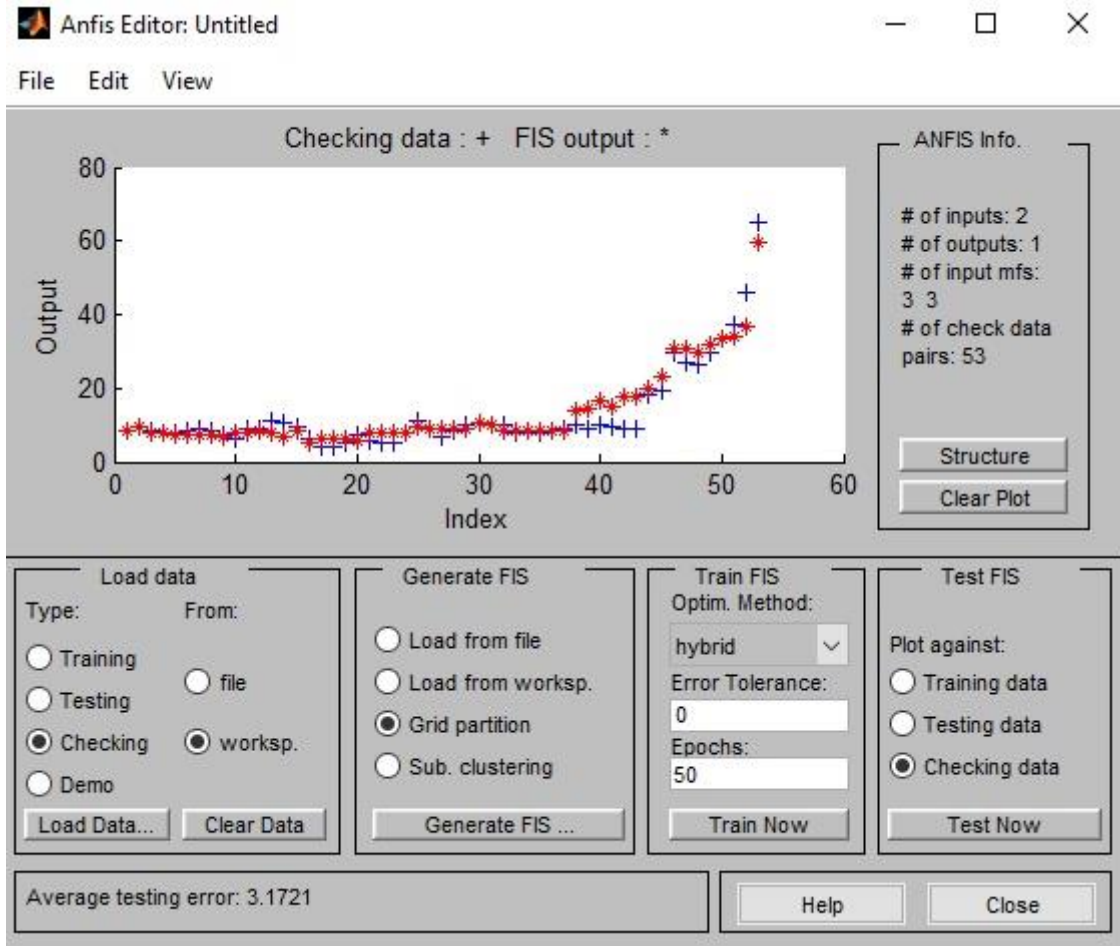 Anfis Editor: Untitled
File Edit View
Checking data : + FIS output : *
80
60
40
20
0
Output
0 10 20 30 40 50 60
Index
ANFIS Info.
# of inputs: 2
# of outputs: 1
# of input mfs:
3 3
# of check data
pairs: 53
Structure
Clear Plot
Load data
Type:
From:
Training
Testing
Checking
Demo
file
worksp.
Load Data...
Clear Data
Generate FIS
Load from file
Load from worksp.
Grid partition
Sub. clustering
Generate FIS ...
Train FIS
Optim. Method:
hybrid
Error Tolerance:
0
Epochs:
50
Train Now
Test FIS
Plot against:
Training data
Testing data
Checking data
Test Now
Average testing error: 3.1721
Help
Close